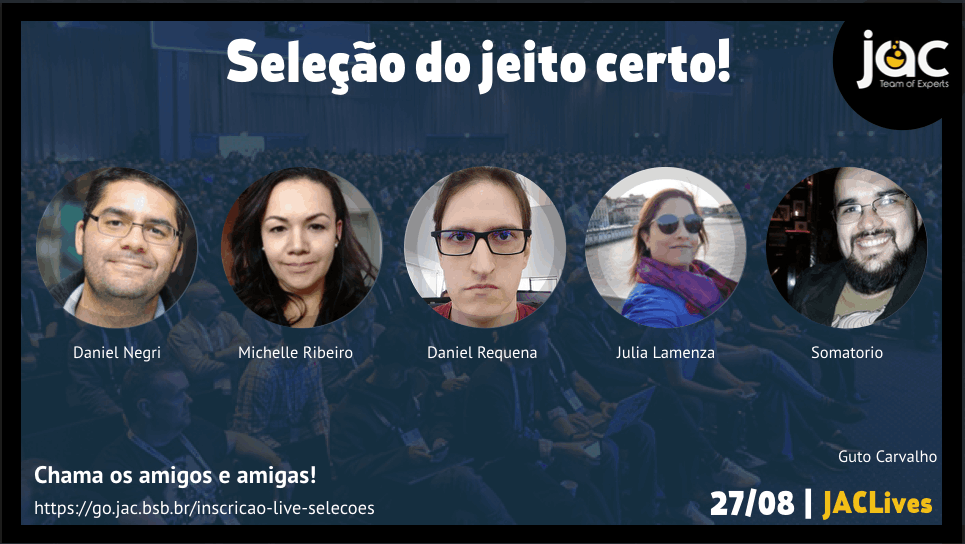 Seleção do jeito certo!
jac
Team of Experts
Daniel Negri
Michelle Ribeiro
Daniel Requena
Julia Lamenza
Somatorio
Guto Carvalho
Chama os amigos e amigas!
https://go.jac.bsb.br/inscricao-live-selecoes
27/08 | JACLives